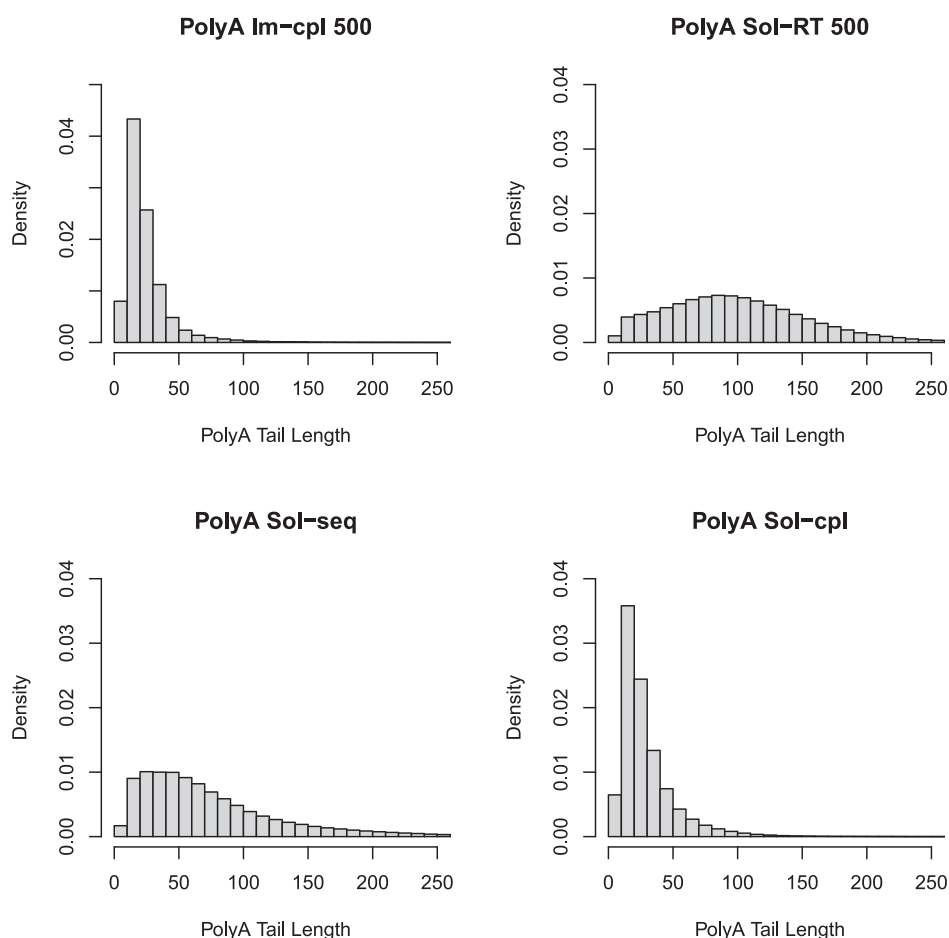 PolyA Im−cpl 500
Density
0.00
0.02
0.04
0 50 100 150 200 250
PolyA Tail Length
PolyA Sol−RT 500
Density
0.00
0.01
0.02
0.03
0.04
0 50 100 150 200 250
PolyA Tail Length
PolyA Sol−seq
Density
0.00
0.01
0.02
0.03
0.04
0 50 100 150 200 250
PolyA Tail Length
PolyA Sol−cpl
Density
0.00
0.01
0.02
0.03
0.04
0 50 100 150 200 250
PolyA Tail Length